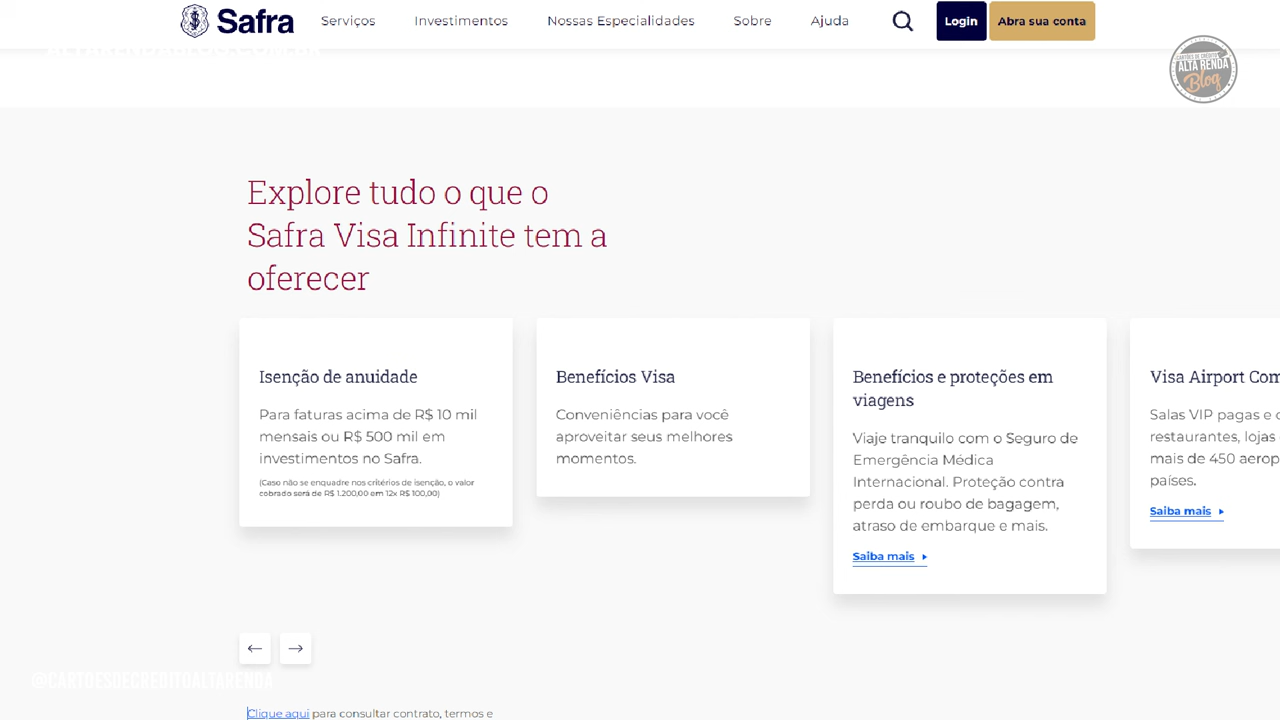 Safra
Serviços
Investimentos
Nossas Especialidades
Sobre
Ajuda
Login
Abra sua conta
CARTÕES DE CRÉDITO
ALTA RENDA
Blog
Explore tudo o que o
Safra Visa Infinite tem a
oferecer
Isenção de anuidade
Para faturas acima de R$ 10 mil
mensais ou R$ 500 mil em
investimentos no Safra.
(Caso não se enquadre nos critérios de isenção, o valor
cobrado será de R$ 1.200,00 em 12x R$ 100,00)
Benefícios Visa
Conveniências para você
aproveitar seus melhores
momentos.
Benefícios e proteções em
viagens
Viaje tranquilo com o Seguro de
Emergência Médica
Internacional. Proteção contra
perda ou roubo de bagagem,
atraso de embarque e mais.
Saiba mais
Visa Airport Com
Salas VIP pagas e
restaurantes, lojas
mais de 450 aerop
países.
Saiba mais
@CARTOESDECREDITOALTARENDA
Clique aqui para consultar contrato, termos e